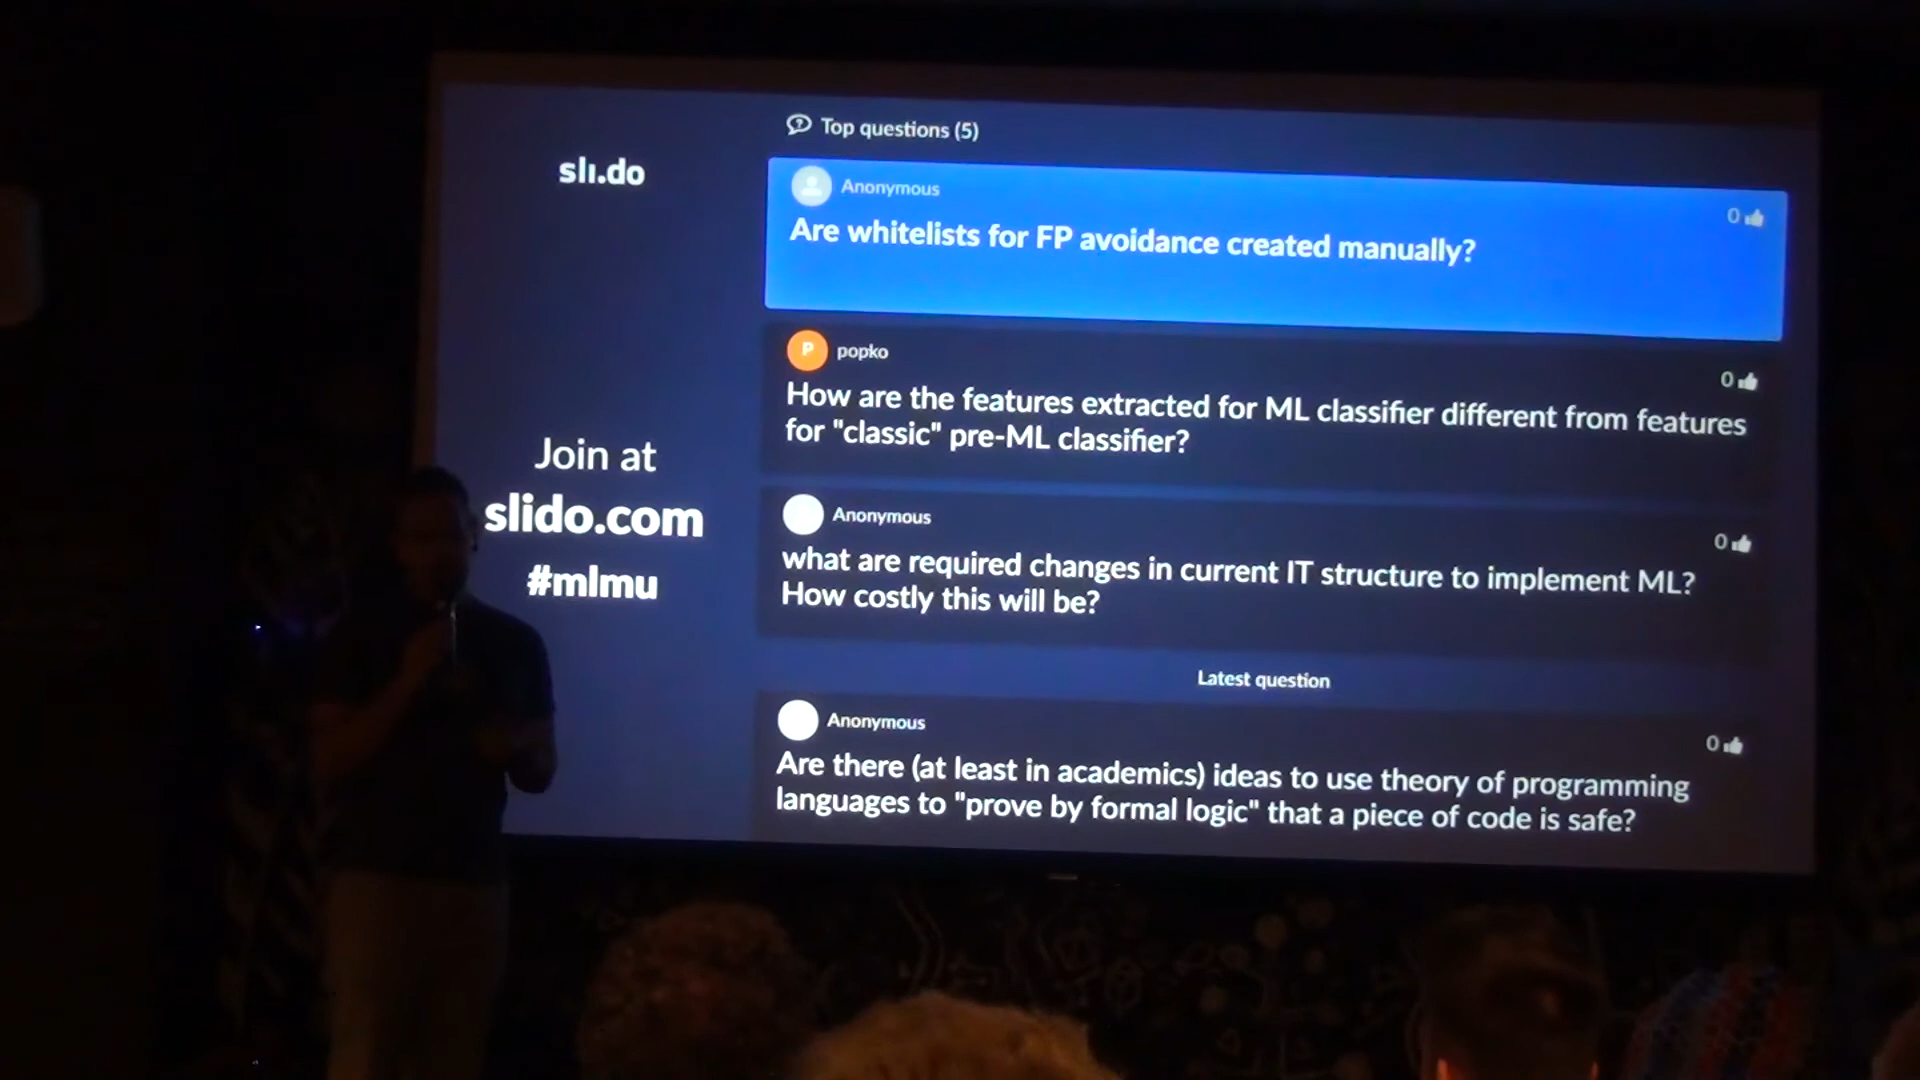 sli.do
Join at
slido.com
#mlmu
Top questions (5)
Anonymous
0
Are whitelists for FP avoidance created manually?
P
popko
0
How are the features extracted for ML classifier different from features
for "classic" pre-ML classifier?
Anonymous
0
what are required changes in current IT structure to implement ML?
How costly this will be?
Latest question
Anonymous
0
Are there (at least in academics) ideas to use theory of programming
languages to "prove by formal logic" that a piece of code is safe?